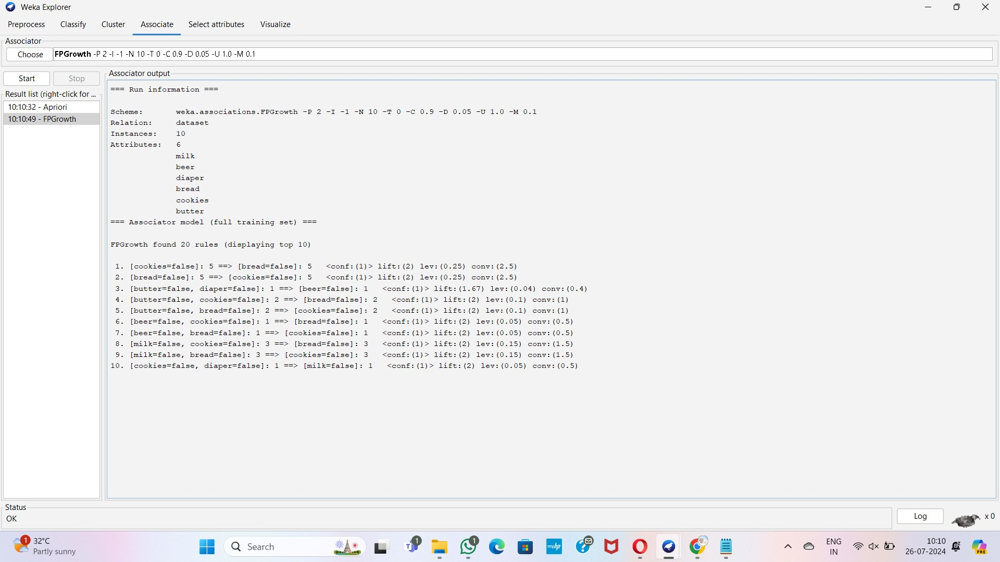 Weka Explorer
Preprocess Classify Cluster Associate Select attributes Visualize
Associator
Choose FPGrowth -P 2 -I -1 -N 10 -T 0 -C 0.9 -D 0.05 -U 1.0 -M 0.1
Start Stop
Result list (right-click for ...
10:10:32 - Apriori
10:10:49 - FPGrowth
Associator output
=== Run information ===
Scheme: weka.associations.FPGrowth -P 2 -I -1 -N 10 -T 0 -C 0.9 -D 0.05 -U 1.0 -M 0.1
Relation: dataset
Instances: 10
Attributes: 6
milk
beer
diaper
bread
cookies
butter
=== Associator model (full training set) ===
FPGrowth found 20 rules (displaying top 10)
1. [cookies=false]: 5 ==> [bread=false]: 5 <conf:(1)> lift:(2) lev:(0.25) conv:(2.5)
2. [bread=false]: 5 ==> [cookies=false]: 5 <conf:(1)> lift:(2) lev:(0.25) conv:(2.5)
3. [butter=false, diaper=false]: 1 ==> [beer=false]: 1 <conf:(1)> lift:(1.67) lev:(0.04) conv:(0.4)
4. [butter=false, cookies=false]: 2 ==> [bread=false]: 2 <conf:(1)> lift:(2) lev:(0.1) conv:(1)
5. [butter=false, bread=false]: 2 ==> [cookies=false]: 2 <conf:(1)> lift:(2) lev:(0.1) conv:(1)
6. [beer=false, cookies=false]: 1 ==> [bread=false]: 1 <conf:(1)> lift:(2) lev:(0.05) conv:(0.5)
7. [beer=false, bread=false]: 1 ==> [cookies=false]: 1 <conf:(1)> lift:(2) lev:(0.05) conv:(0.5)
8. [milk=false, cookies=false]: 3 ==> [bread=false]: 3 <conf:(1)> lift:(2) lev:(0.15) conv:(1.5)
9. [milk=false, bread=false]: 3 ==> [cookies=false]: 3 <conf:(1)> lift:(2) lev:(0.15) conv:(1.5)
10. [cookies=false, diaper=false]: 1 ==> [milk=false]: 1 <conf:(1)> lift:(2) lev:(0.05) conv:(0.5)
Status
OK
Log
x 0
1
32°C
Partly sunny
Search
1
T
1
myhp
ENG
IN
10:10
26-07-2024
PRE